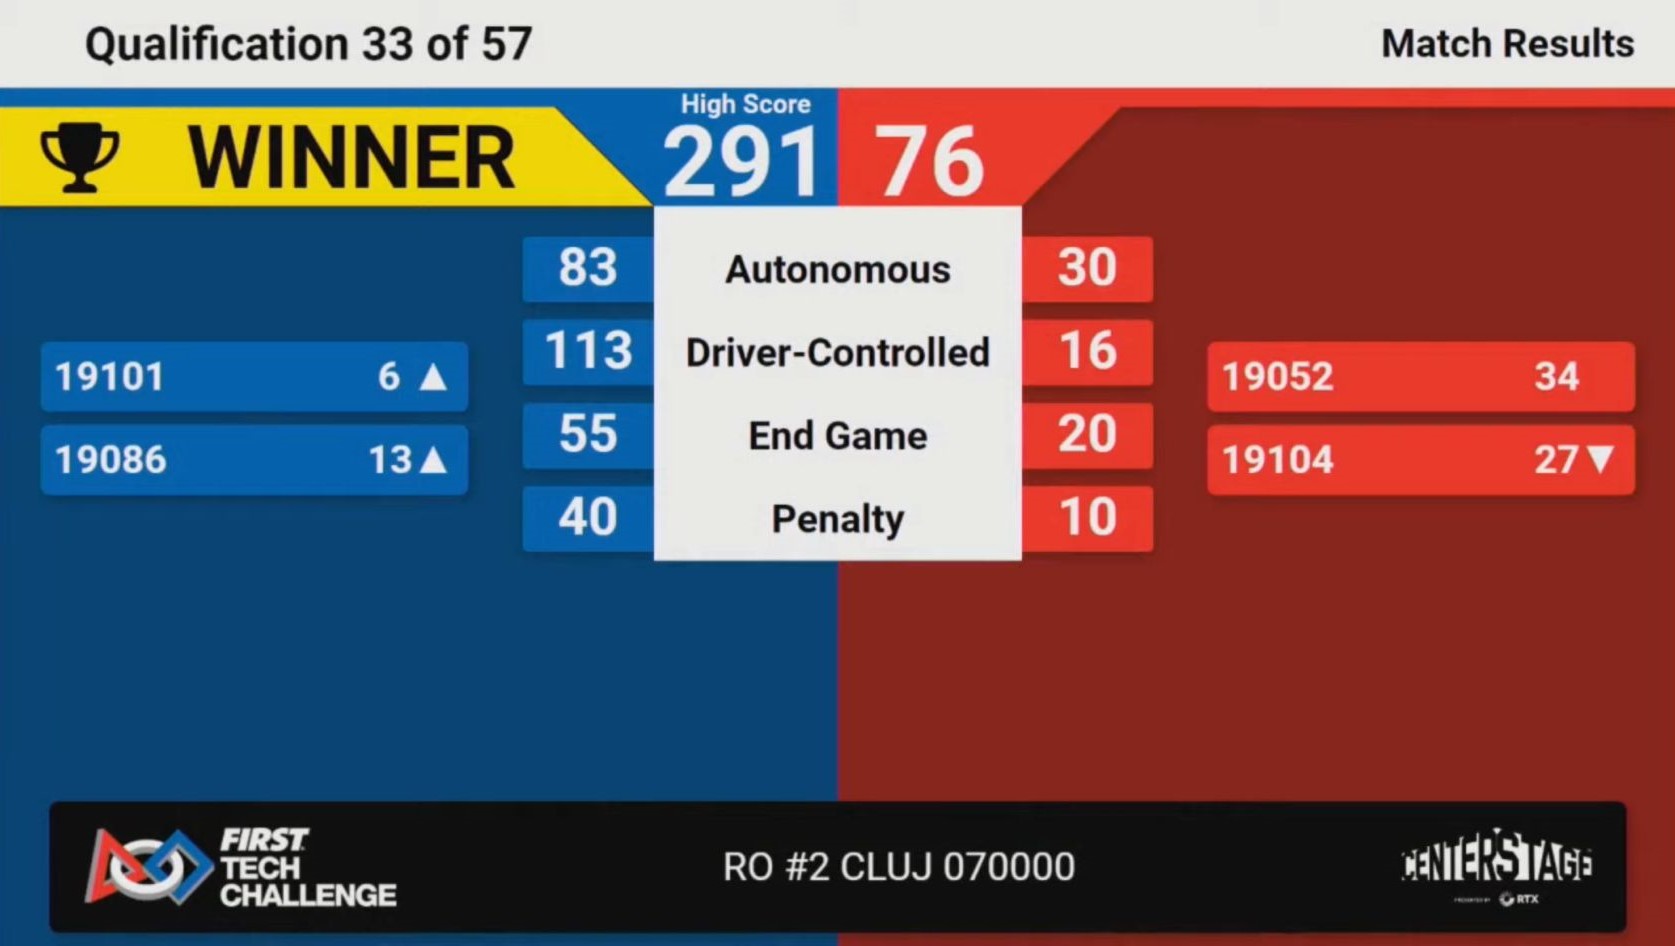 Qualification 33 of 57
Match Results
WINNER
High Score
291
76
83 Autonomous 30
113 Driver-Controlled 16
55 End Game 20
40 Penalty 10
19101 6 ▲
19086 13 ▲
19052 34
19104 27 ▼
FIRST
TECH
CHALLENGE
RO #2 CLUJ 070000
CENTERSTAGE
PRESENTED BY RTX